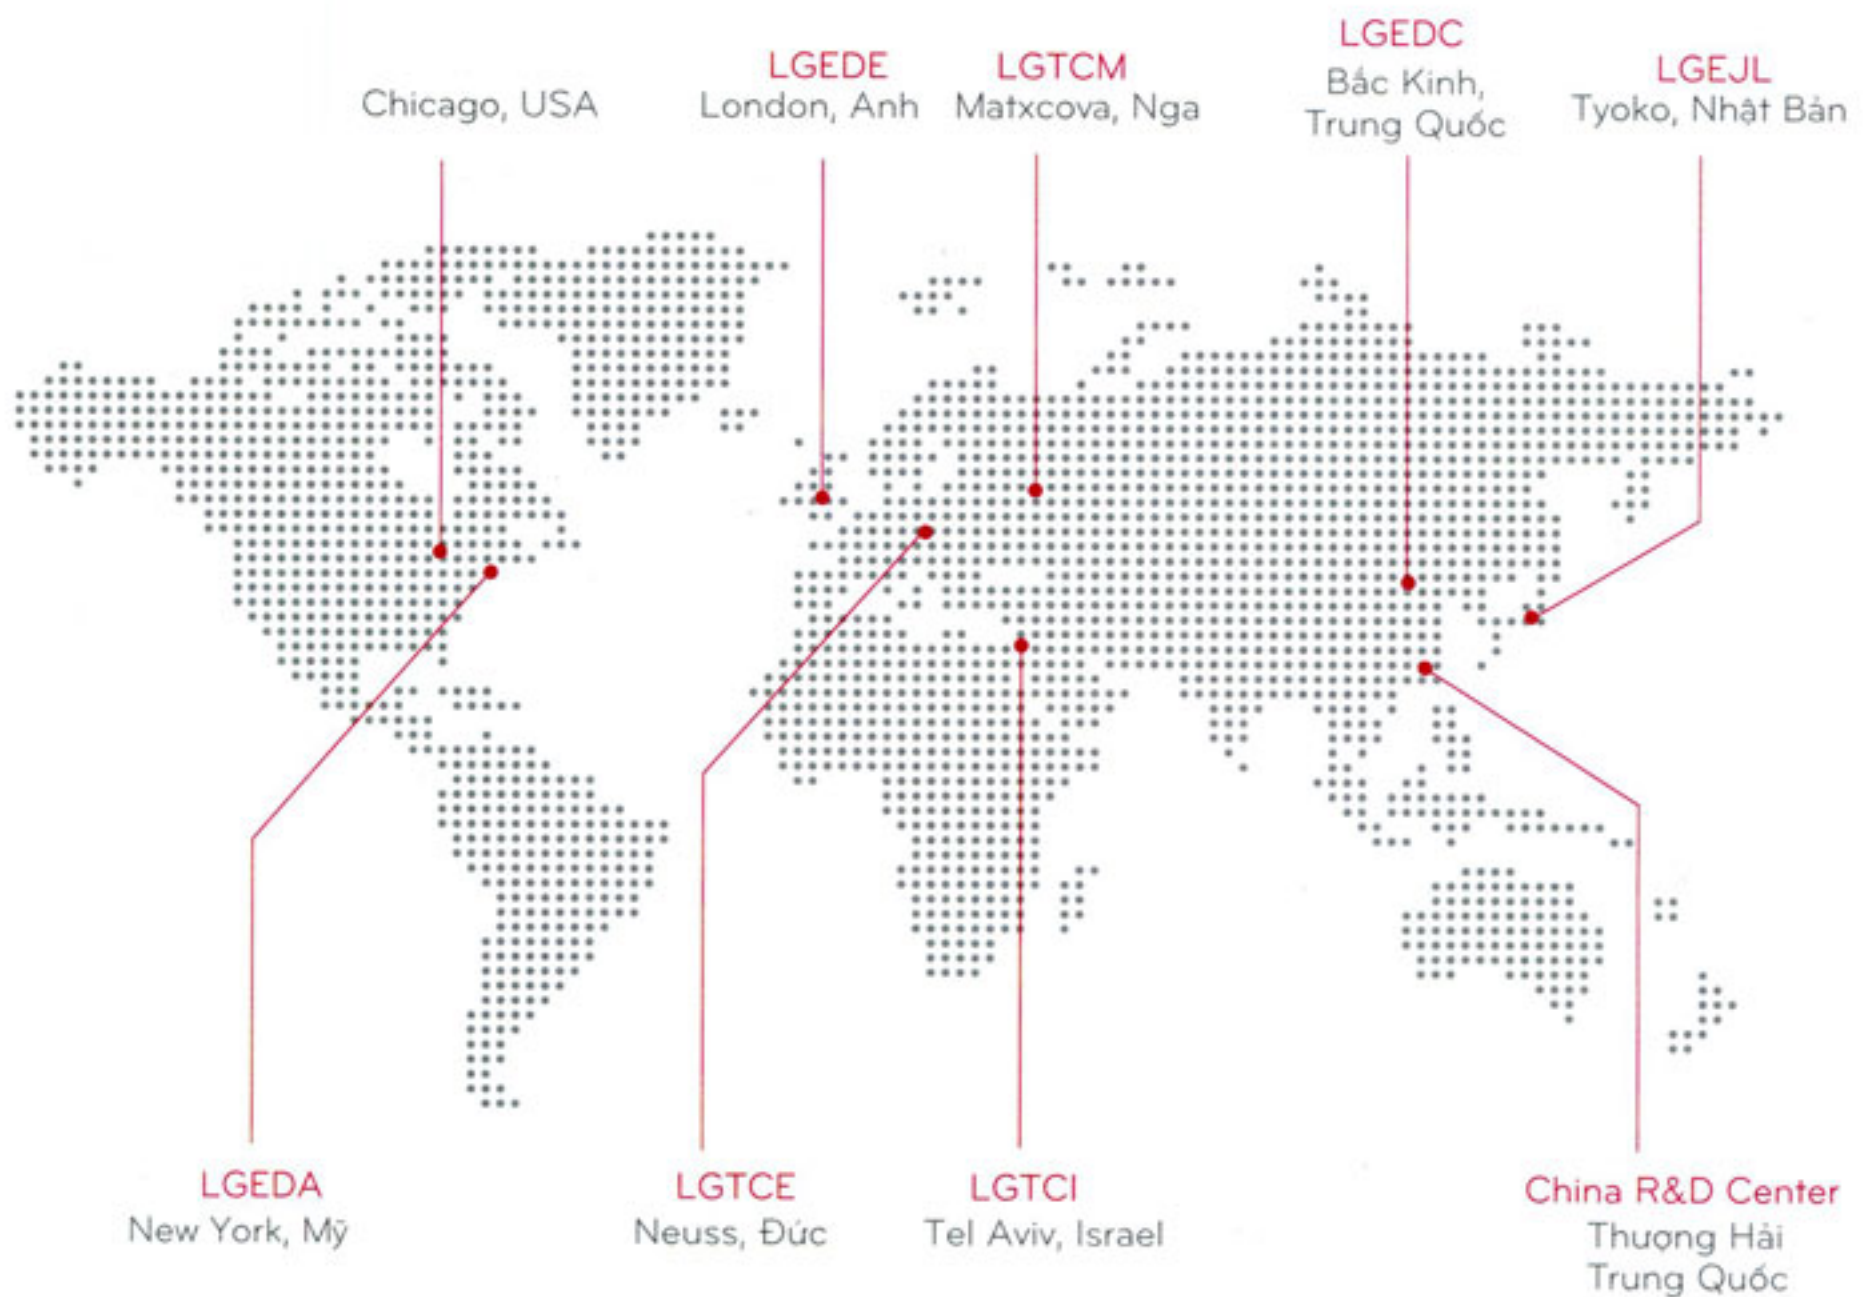 Chicago, USA
LGEDE
London, Anh
LGTCM
Matxcova, Nga
LGEDC
Bắc Kinh,
Trung Quốc
LGEJL
Tyoko, Nhật Bản
LGEDA
New York, Mỹ
LGTCE
Neuss, Đức
LGTCI
Tel Aviv, Israel
China R&D Center
Thượng Hải
Trung Quốc